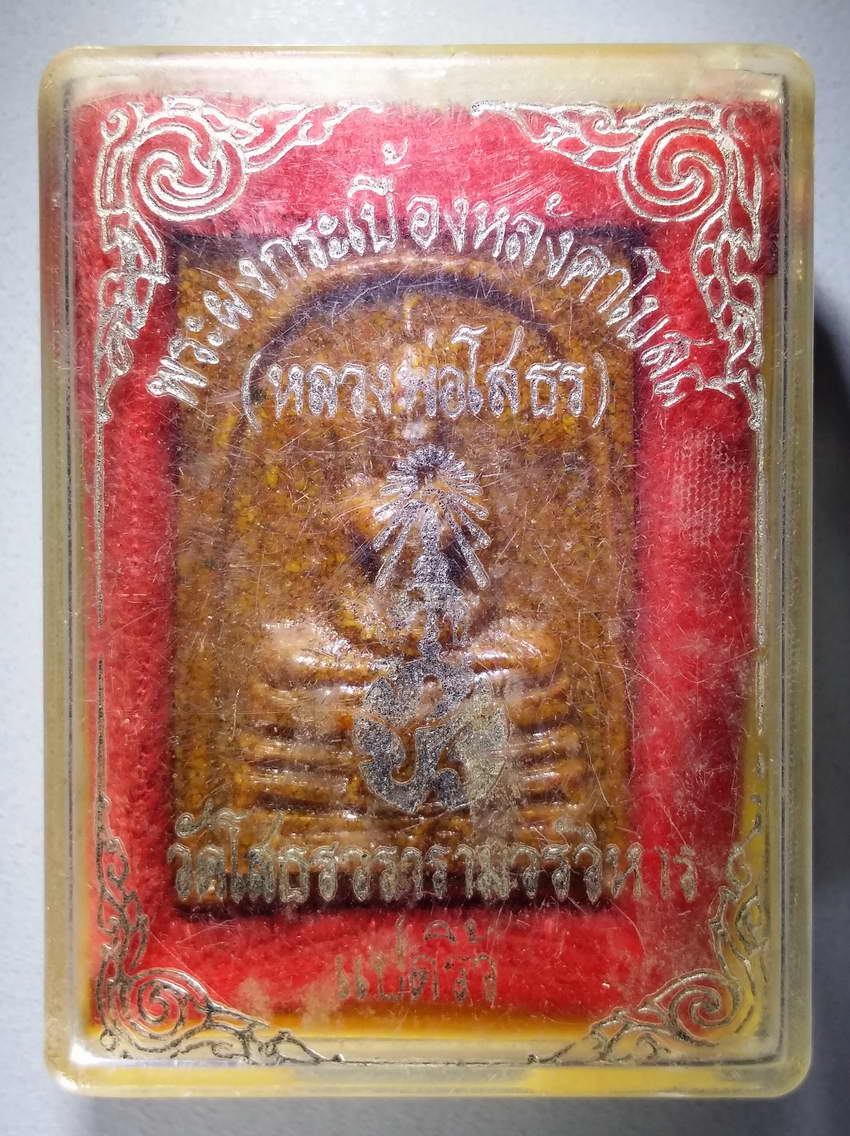 พระผงกระเบื้องหลังคาโบสถ์
(หลวงพ่อโสธร)
วัดโสธรวรารามวรวิหาร
แปดริ้ว